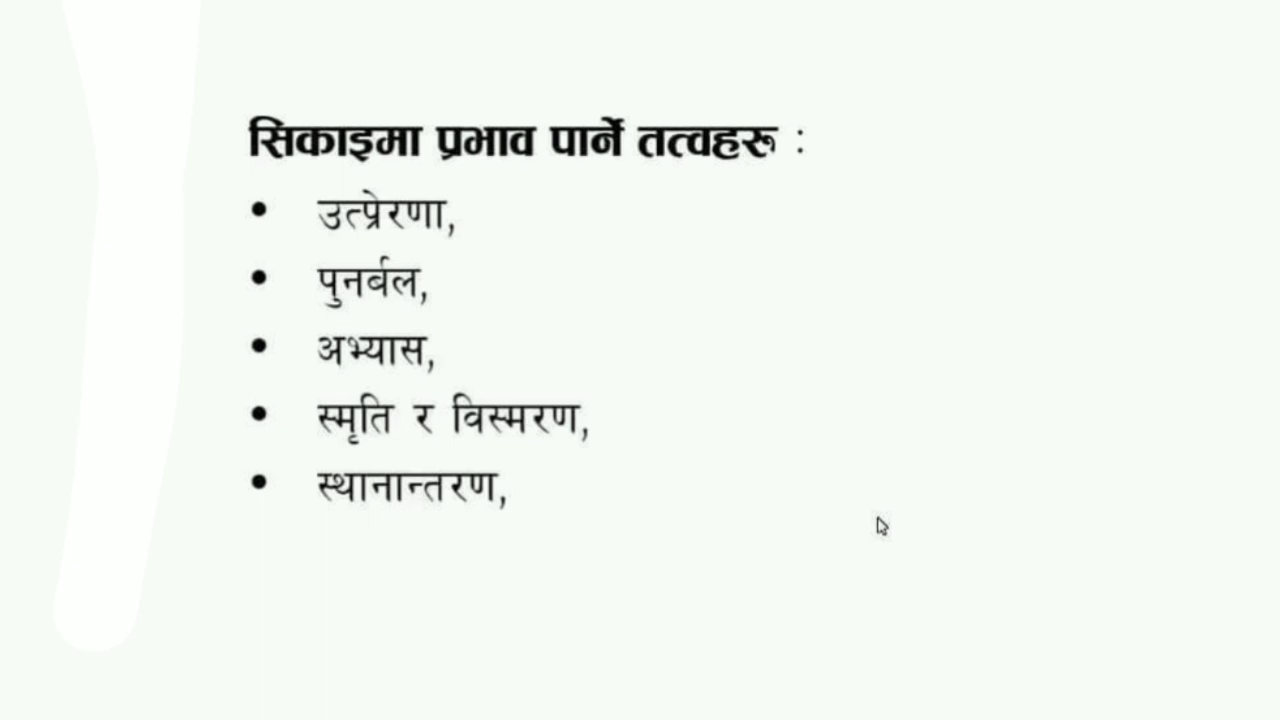 सिकाइमा प्रभाव पार्ने तत्वहरू :
• उत्प्रेरणा,
• पुनर्बल,
• अभ्यास,
• स्मृति र विस्मरण,
• स्थानान्तरण,